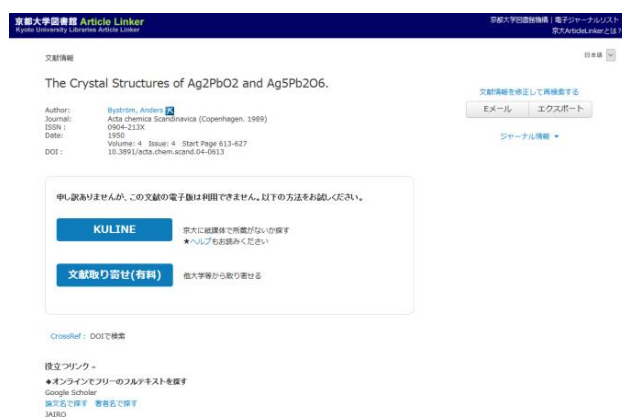 京都大学図書館 Article Linker
Kyoto University Libraries Article Linker
京都大学図書館機構 | 電子ジャーナルリスト
京大ArticleLinkerとは?
文献情報
日本語
The Crystal Structures of Ag2PbO2 and Ag5Pb2O6.
Author: Byström, Anders
Journal: Acta chemica Scandinavica (Copenhagen. 1989)
ISSN : 0904-213X
Date: 1950
Volume: 4 Issue: 4 Start Page 613-627
DOI : 10.3891/acta.chem.scand.04-0613
文献情報を修正して再検索する
Eメール エクスポート
ジャーナル情報
申し訳ありませんが、この文献の電子版は利用できません。以下の方法をお試しください。
KULINE
京大に紙媒体で所蔵がないか探す
★ヘルプもお読みください
文献取り寄せ(有料)
他大学等から取り寄せる
CrossRef : DOIで検索
役立つリンク
◆オンラインでフリーのフルテキストを探す
Google Scholar
論文名で探す 著者名で探す
JAIRO